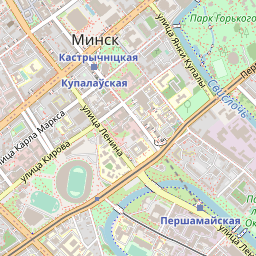 Парк Горького
Минск
Кастрычніцкая
улица Янки Купалы
Купалаўская
Свислочь
улица Карла Маркса
улица Ленина
улица Кирова
Першамайская